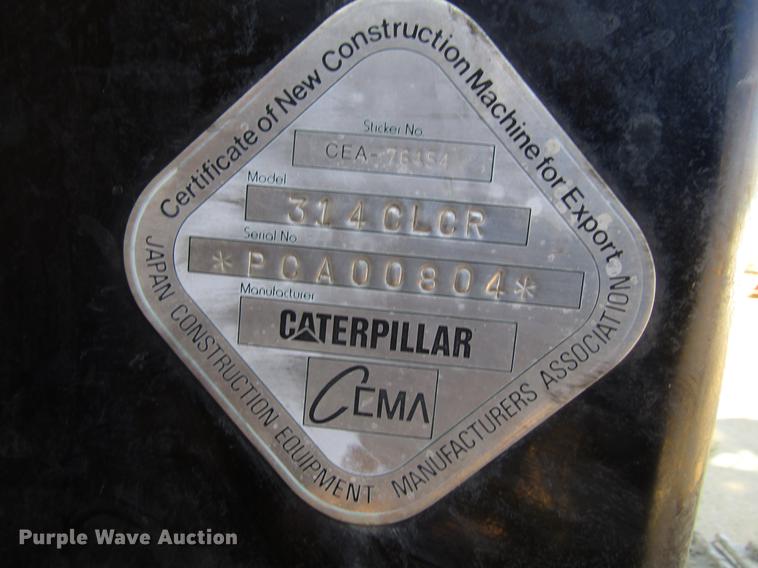 Certificate of New Construction Machine for Export
Sticker No
CEA-
Model
314CLCR
Serial No
*PCA00804*
Manufacturer
CATERPILLAR
CEMA
JAPAN CONSTRUCTION EQUIPMENT MANUFACTURERS ASSOCIATION
Purple Wave Auction